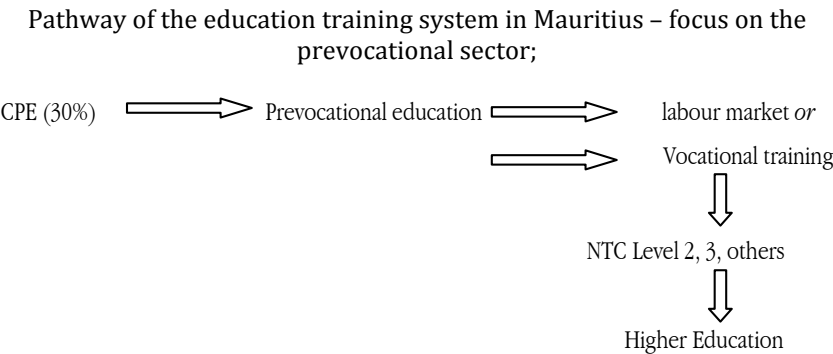 Pathway of the education training system in Mauritius – focus on the
prevocational sector;
CPE (30%)
Prevocational education
labour market or
Vocational training
NTC Level 2, 3, others
Higher Education